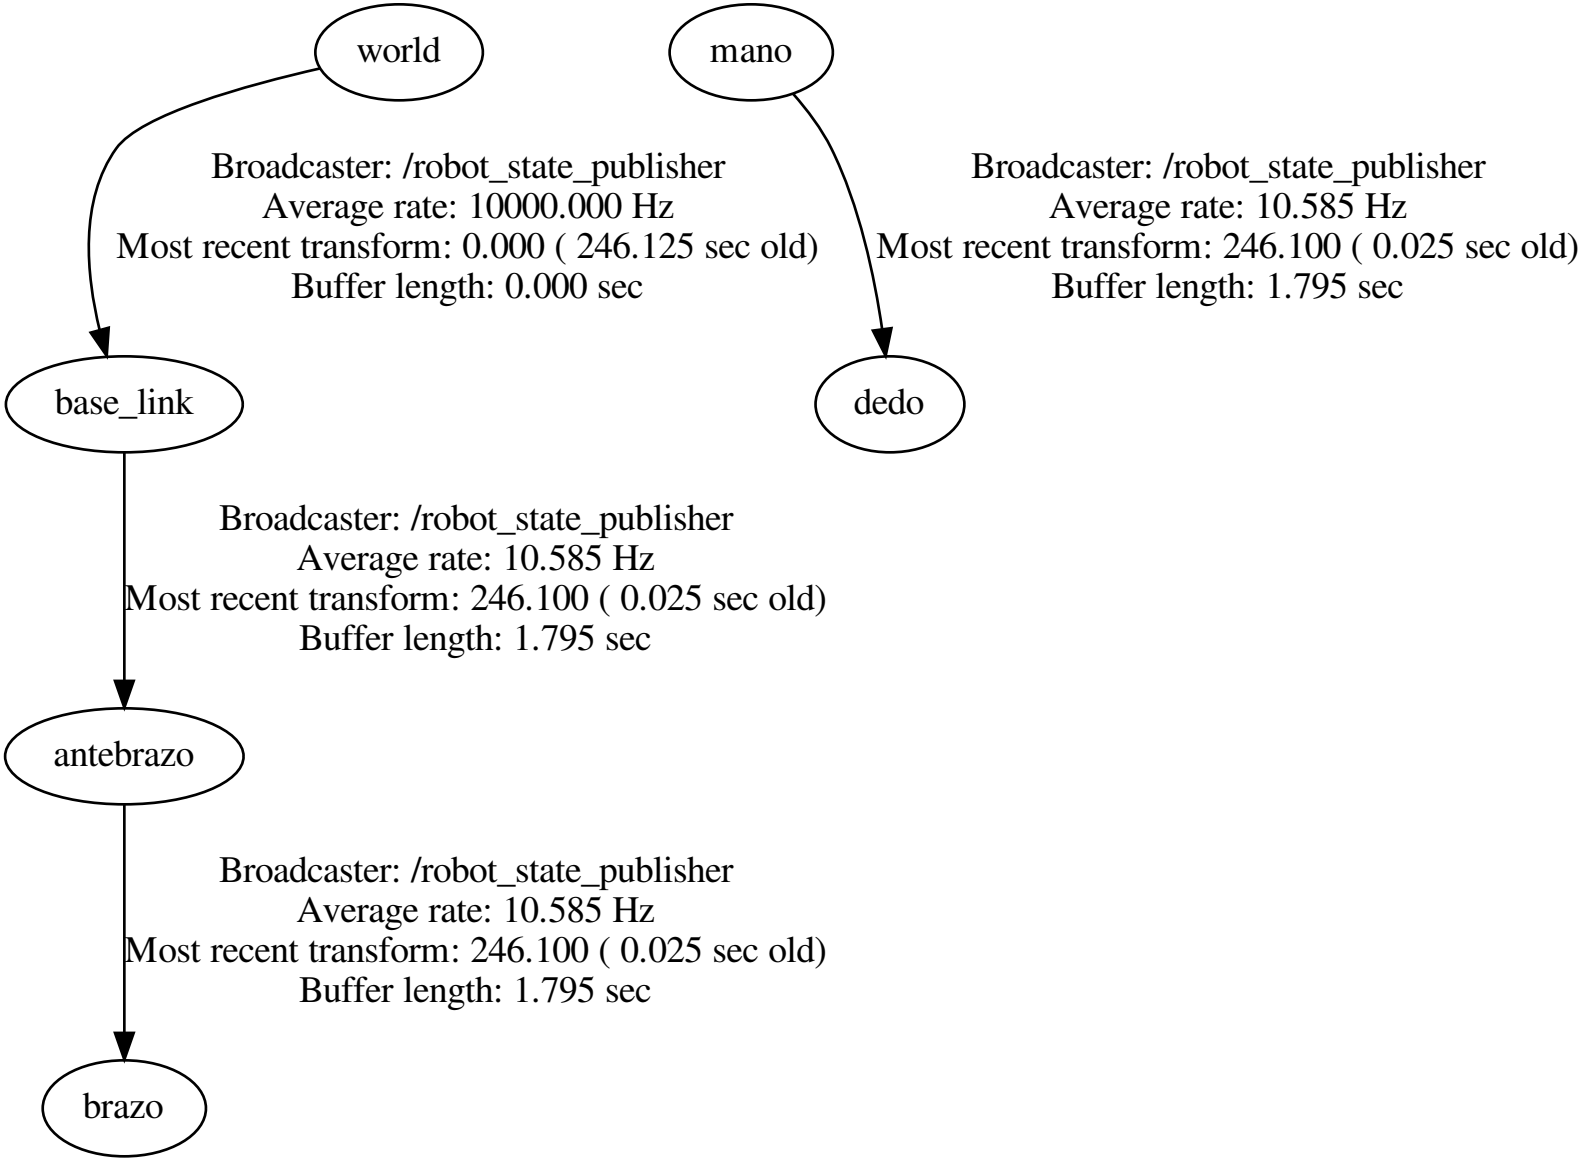 world
mano
Broadcaster: /robot_state_publisher
Average rate: 10000.000 Hz
Most recent transform: 0.000 ( 246.125 sec old)
Buffer length: 0.000 sec
Broadcaster: /robot_state_publisher
Average rate: 10.585 Hz
Most recent transform: 246.100 ( 0.025 sec old)
Buffer length: 1.795 sec
base_link
dedo
Broadcaster: /robot_state_publisher
Average rate: 10.585 Hz
Most recent transform: 246.100 ( 0.025 sec old)
Buffer length: 1.795 sec
antebrazo
Broadcaster: /robot_state_publisher
Average rate: 10.585 Hz
Most recent transform: 246.100 ( 0.025 sec old)
Buffer length: 1.795 sec
brazo